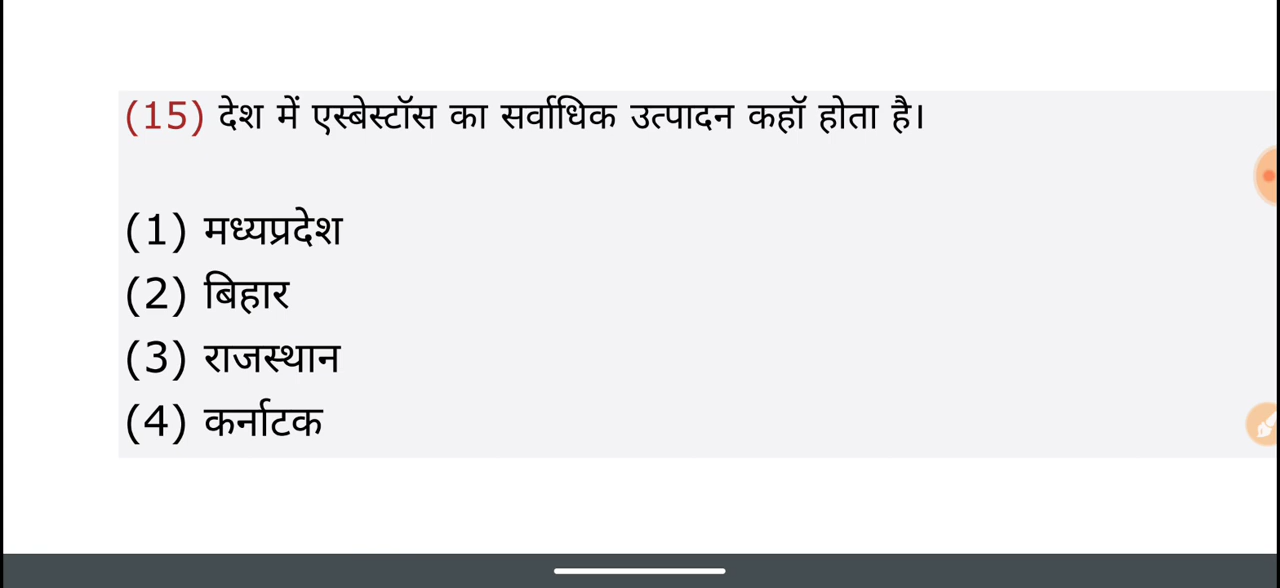 (15) देश में एस्बेस्टॉस का सर्वाधिक उत्पादन कहॉ होता है।
(1) मध्यप्रदेश
(2) बिहार
(3) राजस्थान
(4) कर्नाटक